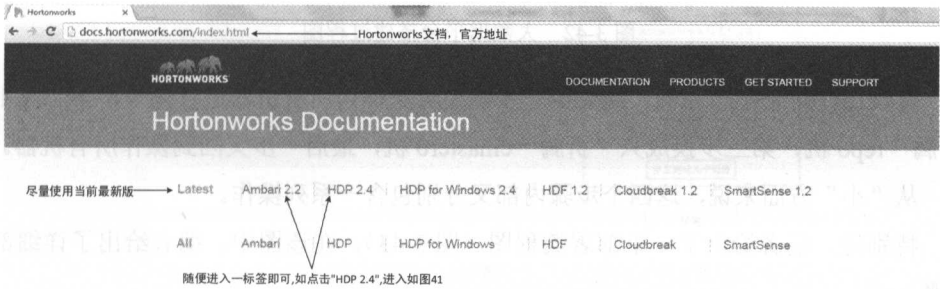 Hortonworks
docs.hortonworks.com/index.html
Hortonworks文档，官方地址
HORTONWORKS
DOCUMENTATION PRODUCTS GET STARTED SUPPORT
Hortonworks Documentation
尽量使用当前最新版
Latest Ambari 2.2 HDP 2.4 HDP for Windows 2.4 HDF 1.2 Cloudbreak 1.2 SmartSense 1.2
All Ambari HDP HDP for Windows HDF Cloudbreak SmartSense
随便进入一标签即可,如点击"HDP 2.4",进入如图41